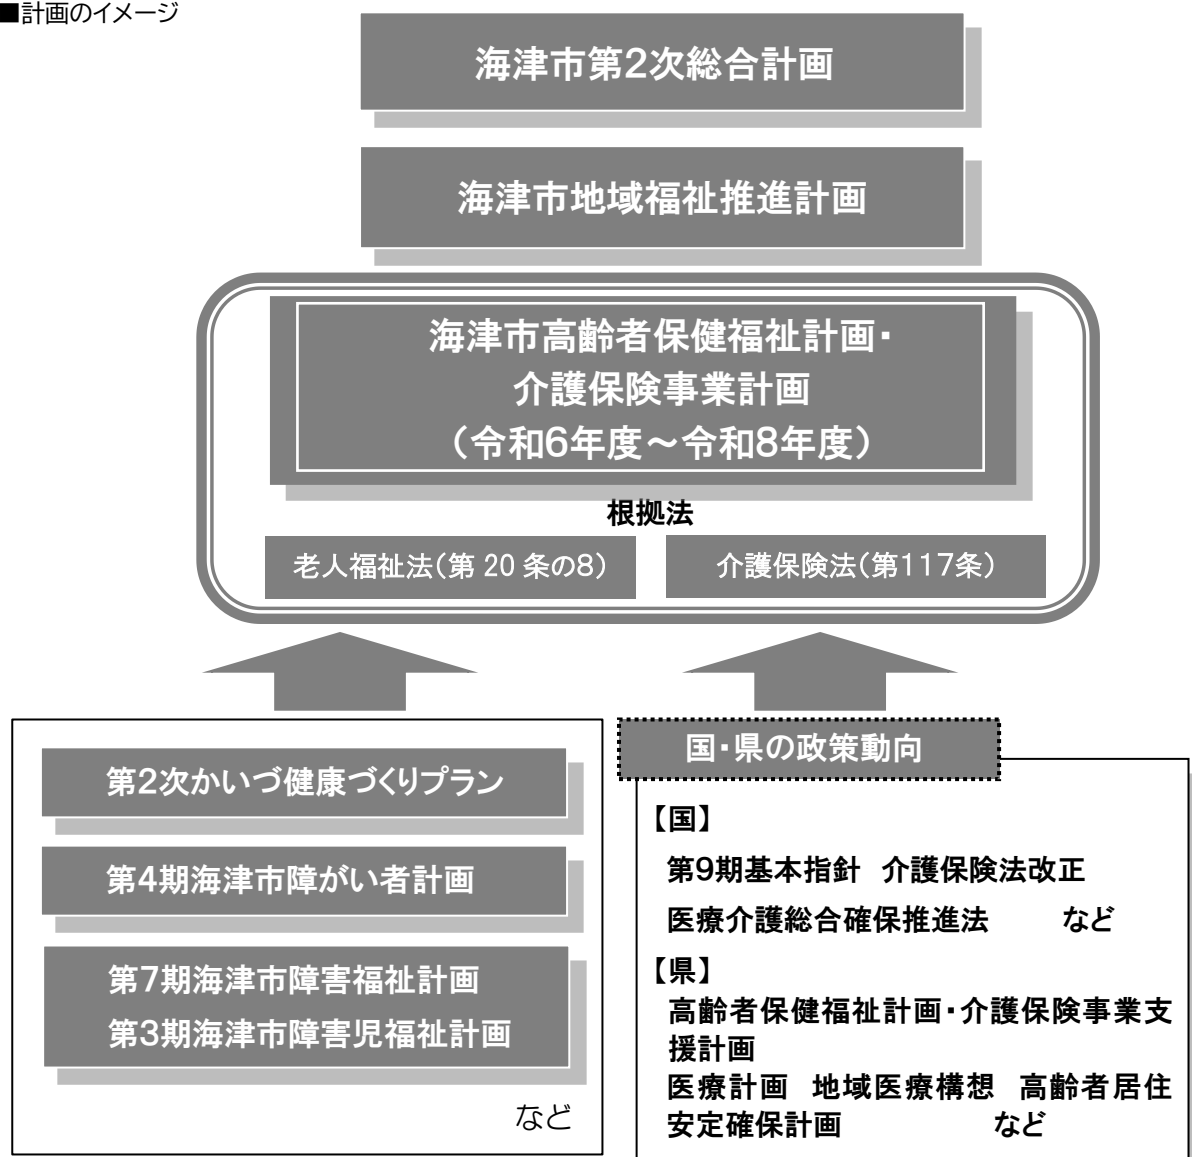 ■計画のイメージ
海津市第2次総合計画
海津市地域福祉推進計画
海津市高齢者保健福祉計画・
介護保険事業計画
（令和6年度～令和8年度）
根拠法
老人福祉法（第 20 条の8）
介護保険法（第117条）
第2次かいづ健康づくりプラン
第4期海津市障がい者計画
第7期海津市障害福祉計画
第3期海津市障害児福祉計画
など
国・県の政策動向
【国】
第9期基本指針 介護保険法改正
医療介護総合確保推進法 など
【県】
高齢者保健福祉計画・介護保険事業支
援計画
医療計画 地域医療構想 高齢者居住
安定確保計画 など